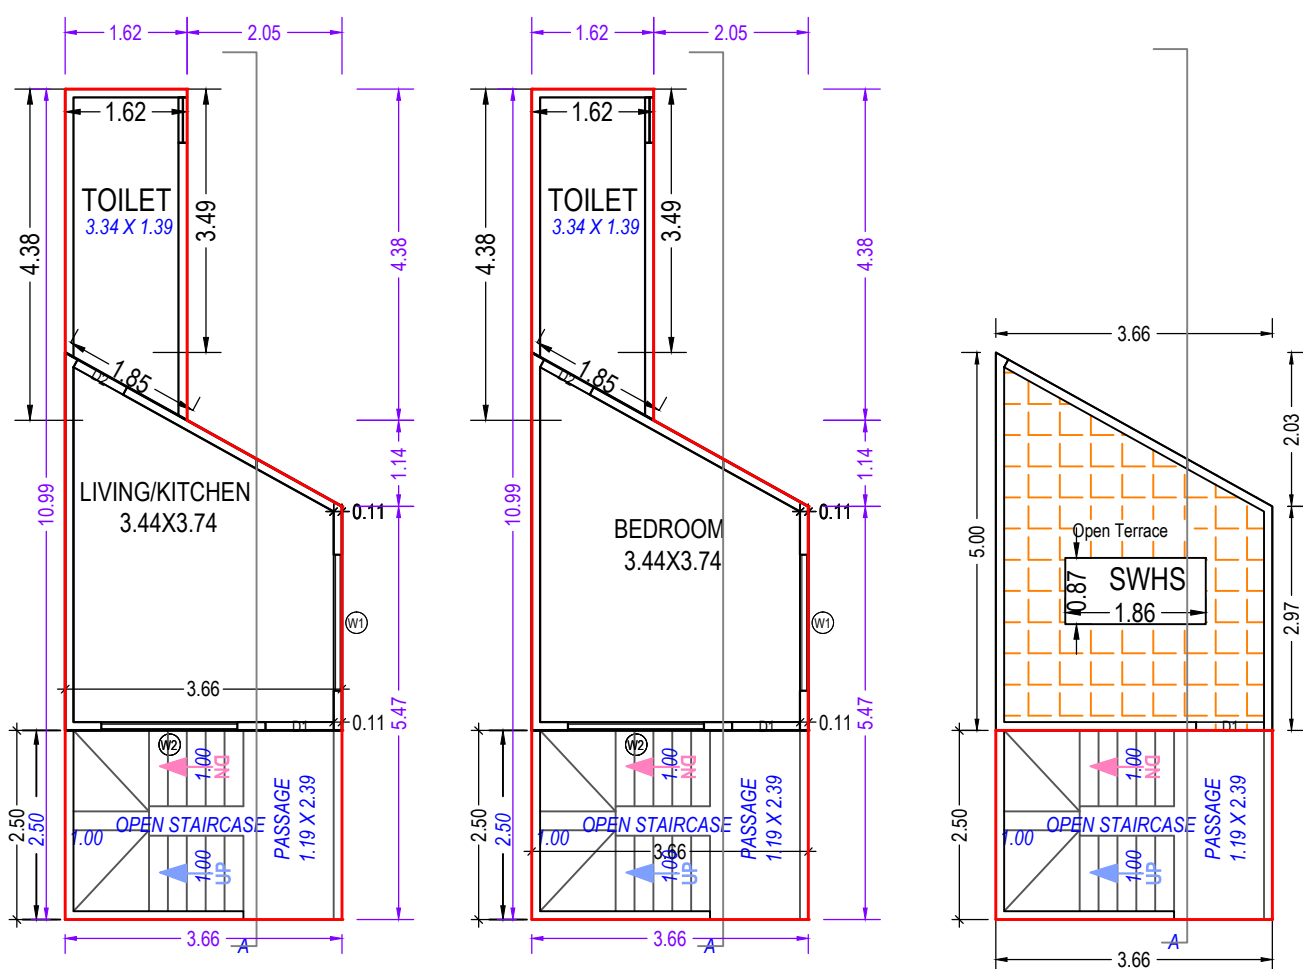 1.62
2.05
1.62
TOILET
3.34 X 1.39
4.38
3.49
4.38
1.85
D2
1.14
10.99
LIVING/KITCHEN
3.44X3.74
0.11
W1
3.66
5.47
0.11
D1
W2
1.00
DN
2.50
2.50
1.00
OPEN STAIRCASE
PASSAGE
1.19 X 2.39
1.00
UP
3.66
A
1.62
2.05
1.62
TOILET
3.34 X 1.39
4.38
3.49
4.38
1.85
D2
1.14
10.99
BEDROOM
3.44X3.74
0.11
W1
5.47
0.11
D1
W2
1.00
DN
2.50
2.50
1.00
OPEN STAIRCASE
PASSAGE
1.19 X 2.39
3.66
1.00
UP
3.66
A
3.66
2.03
5.00
Open Terrace
SWHS
0.87
1.86
2.97
D1
1.00
DN
2.50
1.00
OPEN STAIRCASE
PASSAGE
1.19 X 2.39
1.00
UP
A
3.66